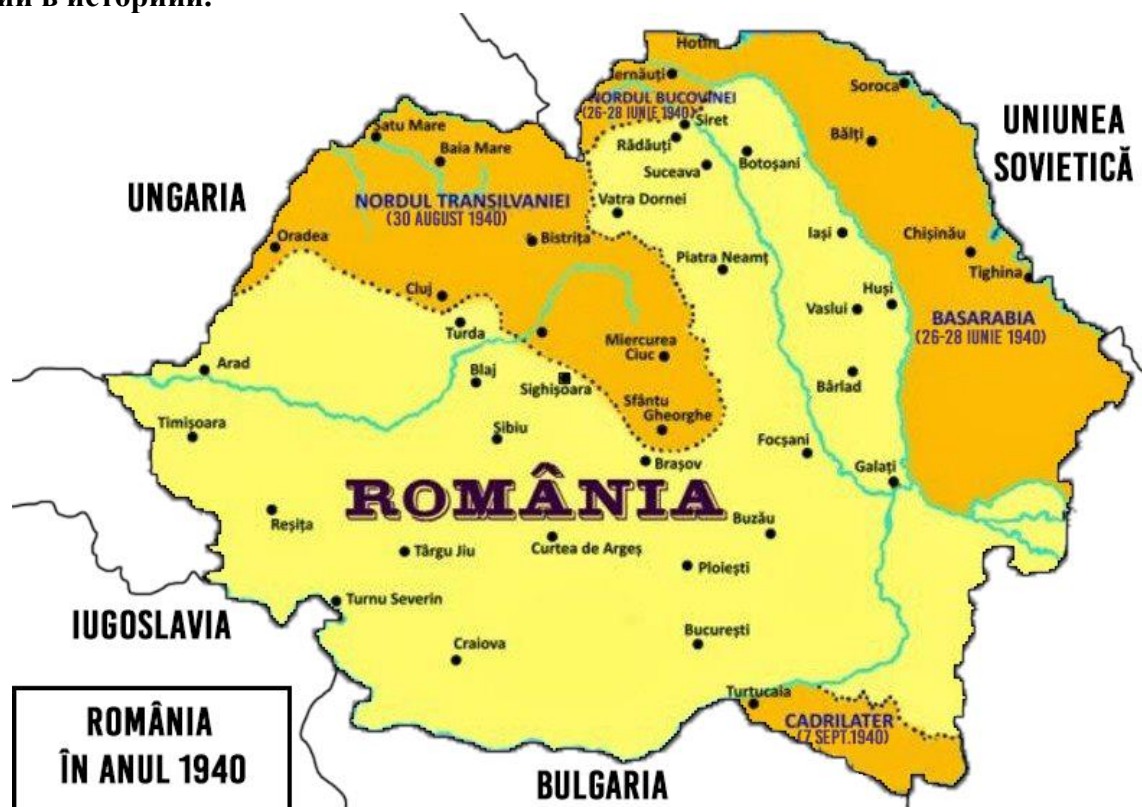 в истории.
Hotin
Cernăuți
Soroca
NORDUL BUCOVINEI
(26-28 IUNIE 1940)
Siret
UNIUNEA
SOVIETICĂ
Satu Mare
Rădăuți
Bălți
Baia Mare
Botoșani
Suceava
UNGARIA
NORDUL TRANSILVANIEI
(30 AUGUST 1940)
Vatra Dornei
Oradea
Bistrița
Iași
Chișinău
Piatra Neamț
Tighina
Cluj
Huși
Vaslui
BASARABIA
(26-28 IUNIE 1940)
Turda
Miercurea
Ciuc
Arad
Blaj
Sighișoara
Bârlad
Sfântu
Gheorghe
Timișoara
Sibiu
Focșani
Brașov
Galați
ROMÂNIA
Reșița
Buzău
Târgu Jiu
Curtea de Argeș
Ploiești
Turnu Severin
IUGOSLAVIA
București
Craiova
Turtucaia
CADRILATER
(7 SEPT.1940)
ROMÂNIA
ÎN ANUL 1940
BULGARIA